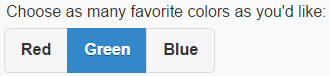 Choose as many favorite colors as you'd like:
Red Green Blue